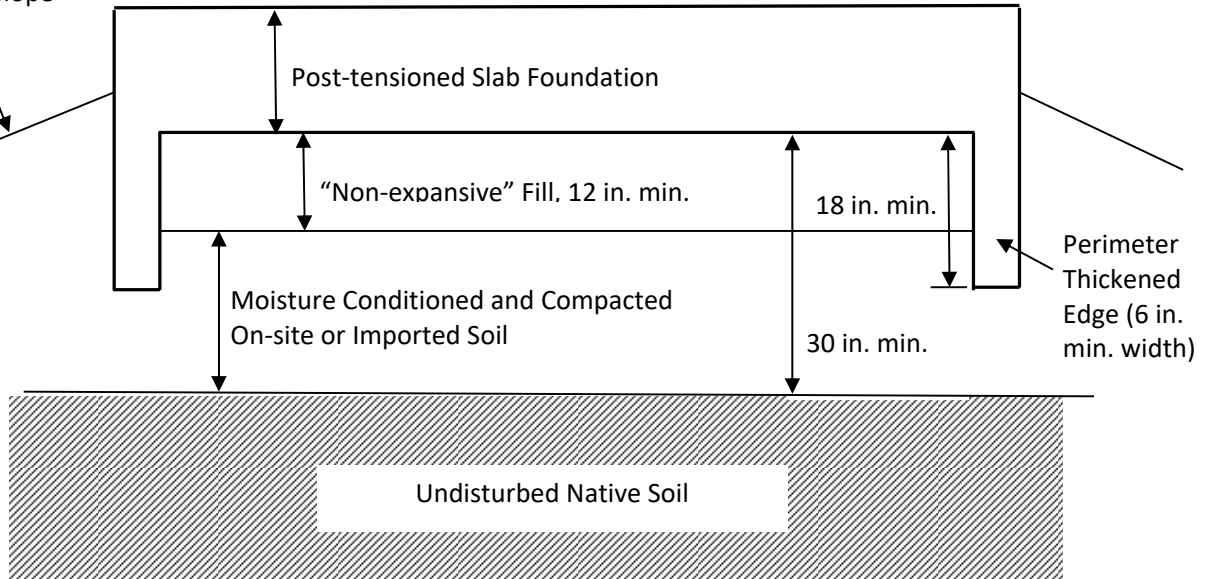 Post-tensioned Slab Foundation
“Non-expansive” Fill, 12 in. min.
18 in. min.
Perimeter
Thickened
Edge (6 in.
min. width)
Moisture Conditioned and Compacted
On-site or Imported Soil
30 in. min.
Undisturbed Native Soil